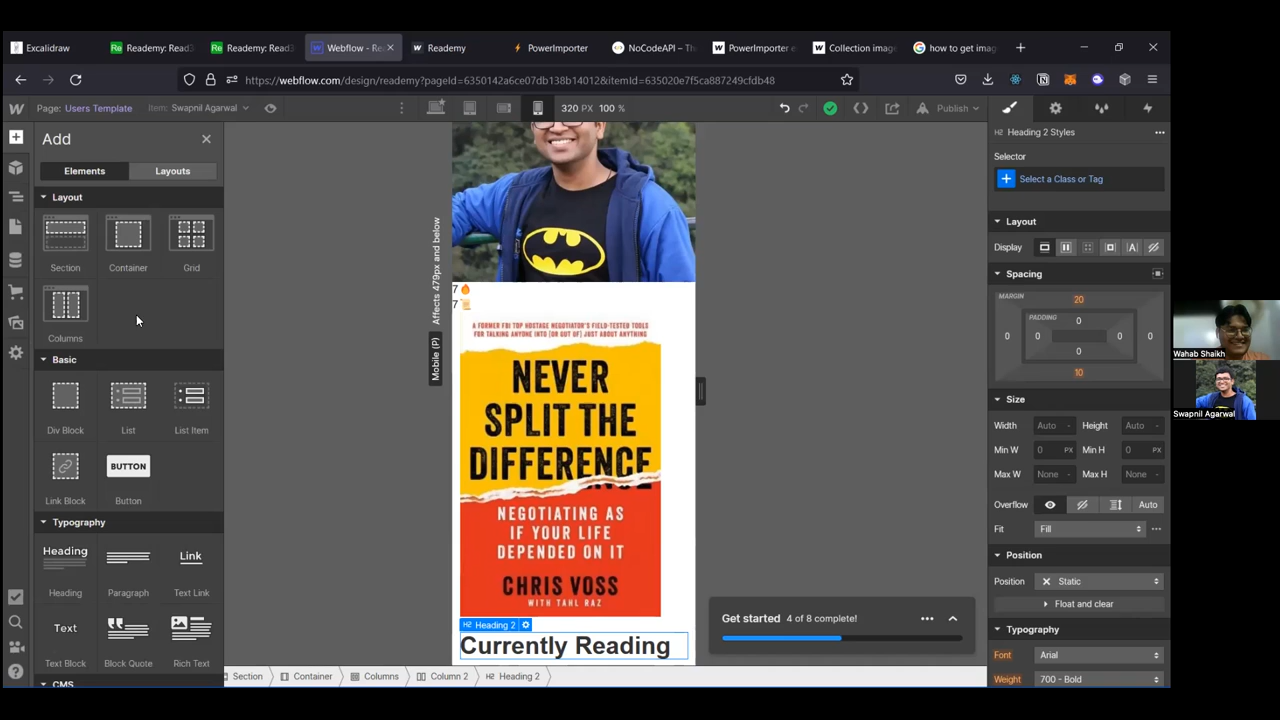 Excalidraw
Reademy: Read
Reademy: Read
Webflow - Re
Reademy
PowerImporter
NoCodeAPI – Th
PowerImporter e
Collection imag
how to get imag
https://webflow.com/design/reademy?pageId=6350142a6ce07db138b14012&itemId=635020e7f5ca887249cfdb48
Page: Users Template
Item: Swapnil Agarwal
320 PX 100 %
Publish
Add
Elements
Layouts
Layout
Section
Container
Grid
Columns
Basic
Div Block
List
List Item
BUTTON
Link Block
Button
Typography
Heading
Link
Heading
Paragraph
Text Link
Text
Text Block
Block Quote
Rich Text
CMS
Affects 479px and below
Mobile (P)
7
7
A FORMER FBI TOP HOSTAGE NEGOTIATOR'S FIELD-TESTED TOOLS
FOR TALKING ANYONE INTO [OR OUT OF] JUST ABOUT ANYTHING
NEVER
SPLIT THE
DIFFERENCE
NEGOTIATING AS
IF YOUR LIFE
DEPENDED ON IT
CHRIS VOSS
WITH TAHL RAZ
H2 Heading 2
Currently Reading
Get started 4 of 8 complete!
Section
Container
Columns
Column 2
H2 Heading 2
H2 Heading 2 Styles
Selector
Select a Class or Tag
Layout
Display
Spacing
MARGIN
20
PADDING
0
0
0
0
0
0
10
Size
Width Auto - Height Auto -
Min W 0 PX Min H 0 PX
Max W None - Max H None -
Overflow Auto
Fit Fill
Position
Position Static
Float and clear
Typography
Font Arial
Weight 700 - Bold
Wahab Shaikh
Swapnil Agarwal